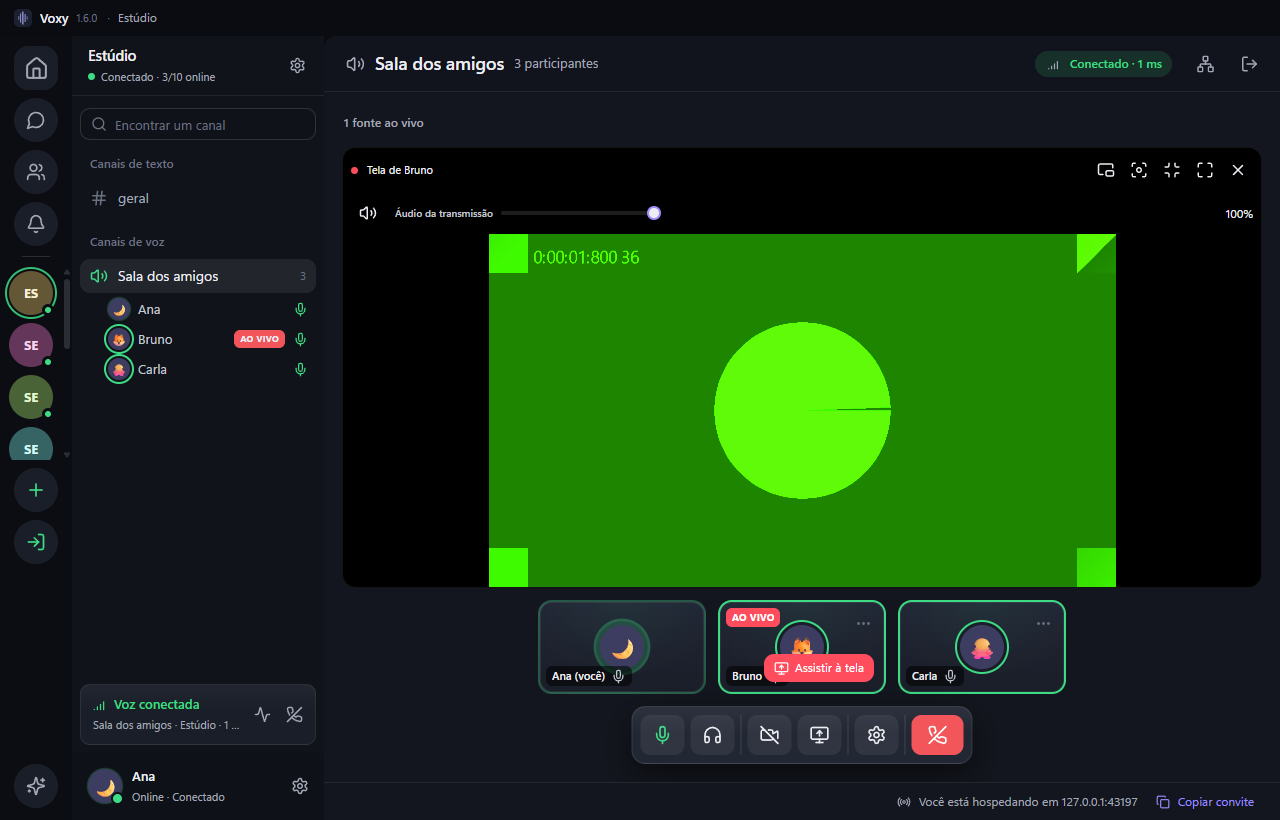 Voxy 1.6.0 · Estúdio
Estúdio
Conectado · 3/10 online
Encontrar um canal
Canais de texto
# geral
Canais de voz
Sala dos amigos 3
Ana
Bruno AO VIVO
Carla
ES
SE
SE
SE
Voz conectada
Sala dos amigos · Estúdio · 1 ...
Ana
Online · Conectado
Sala dos amigos 3 participantes
Conectado · 1 ms
1 fonte ao vivo
Tela de Bruno
Áudio da transmissão 100%
0:00:01:800 36
Ana (você)
AO VIVO
Bruno
Assistir à tela
Carla
Você está hospedando em 127.0.0.1:43197
Copiar convite